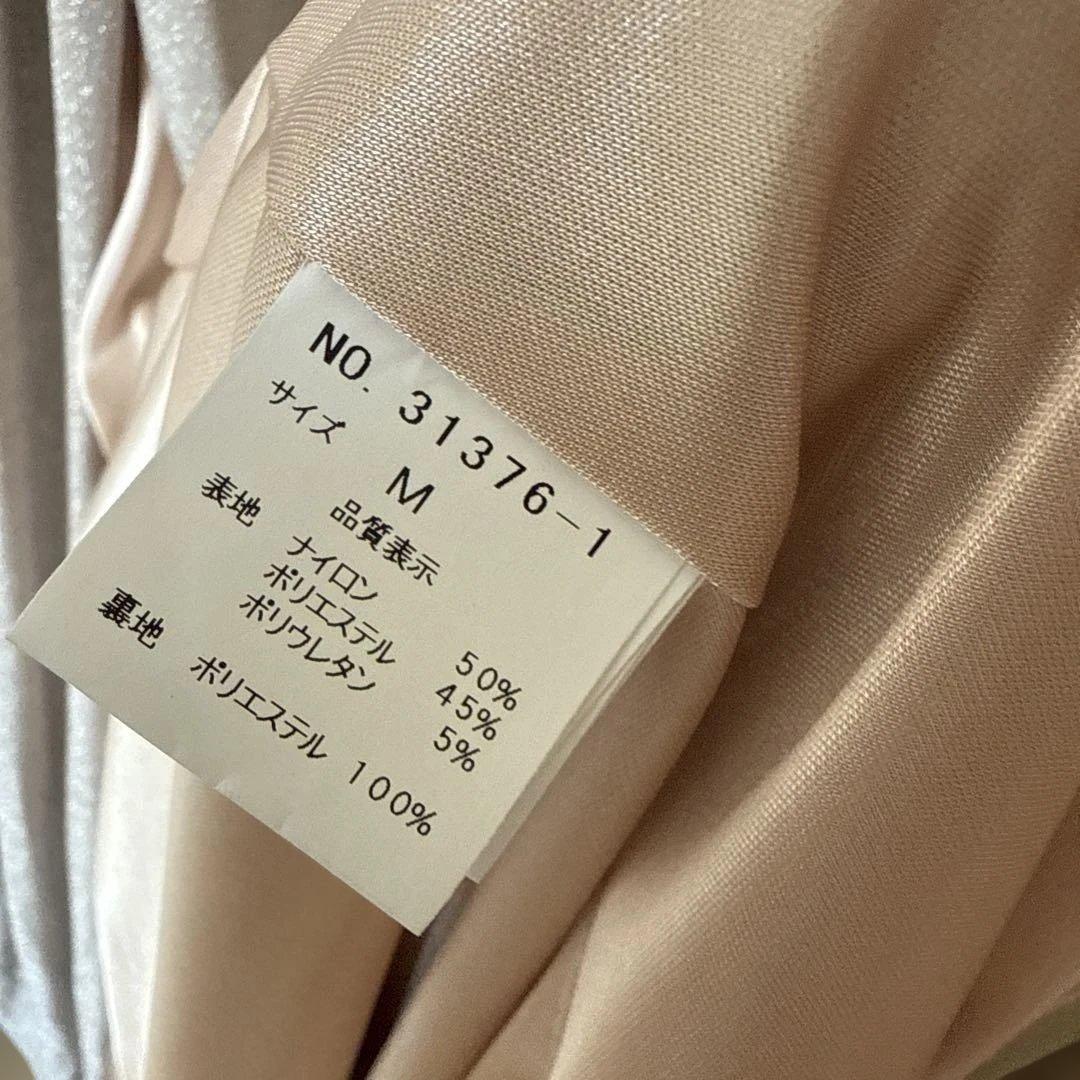 NO. 31376-1
サイズ M
品質表示
表地 ナイロン 50%
ポリエステル 45%
ポリウレタン 5%
裏地 ポリエステル 100%